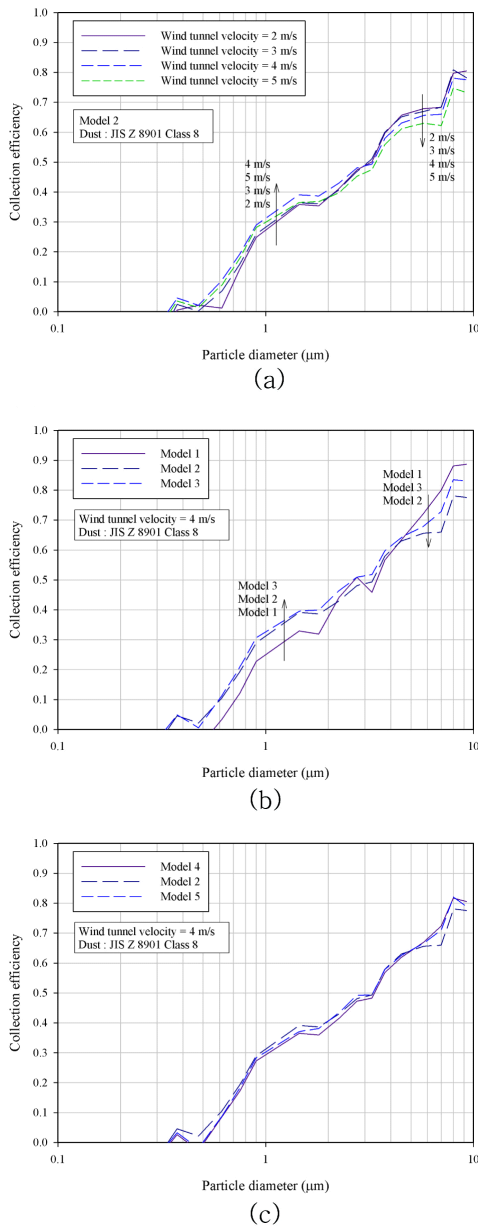 1.0
0.9
0.8
0.7
0.6
0.5
0.4
0.3
0.2
0.1
0.0
Collection efficiency
Wind tunnel velocity = 2 m/s
Wind tunnel velocity = 3 m/s
Wind tunnel velocity = 4 m/s
Wind tunnel velocity = 5 m/s
Model 2
Dust : JIS Z 8901 Class 8
4 m/s
5 m/s
3 m/s
2 m/s
2 m/s
3 m/s
4 m/s
5 m/s
0.1 1 10
Particle diameter (μm)
(a)
1.0
0.9
0.8
0.7
0.6
0.5
0.4
0.3
0.2
0.1
0.0
Collection efficiency
Model 1
Model 2
Model 3
Wind tunnel velocity = 4 m/s
Dust : JIS Z 8901 Class 8
Model 1
Model 3
Model 2
Model 3
Model 2
Model 1
0.1 1 10
Particle diameter (μm)
(b)
1.0
0.9
0.8
0.7
0.6
0.5
0.4
0.3
0.2
0.1
0.0
Collection efficiency
Model 4
Model 2
Model 5
Wind tunnel velocity = 4 m/s
Dust : JIS Z 8901 Class 8
0.1 1 10
Particle diameter (μm)
(c)